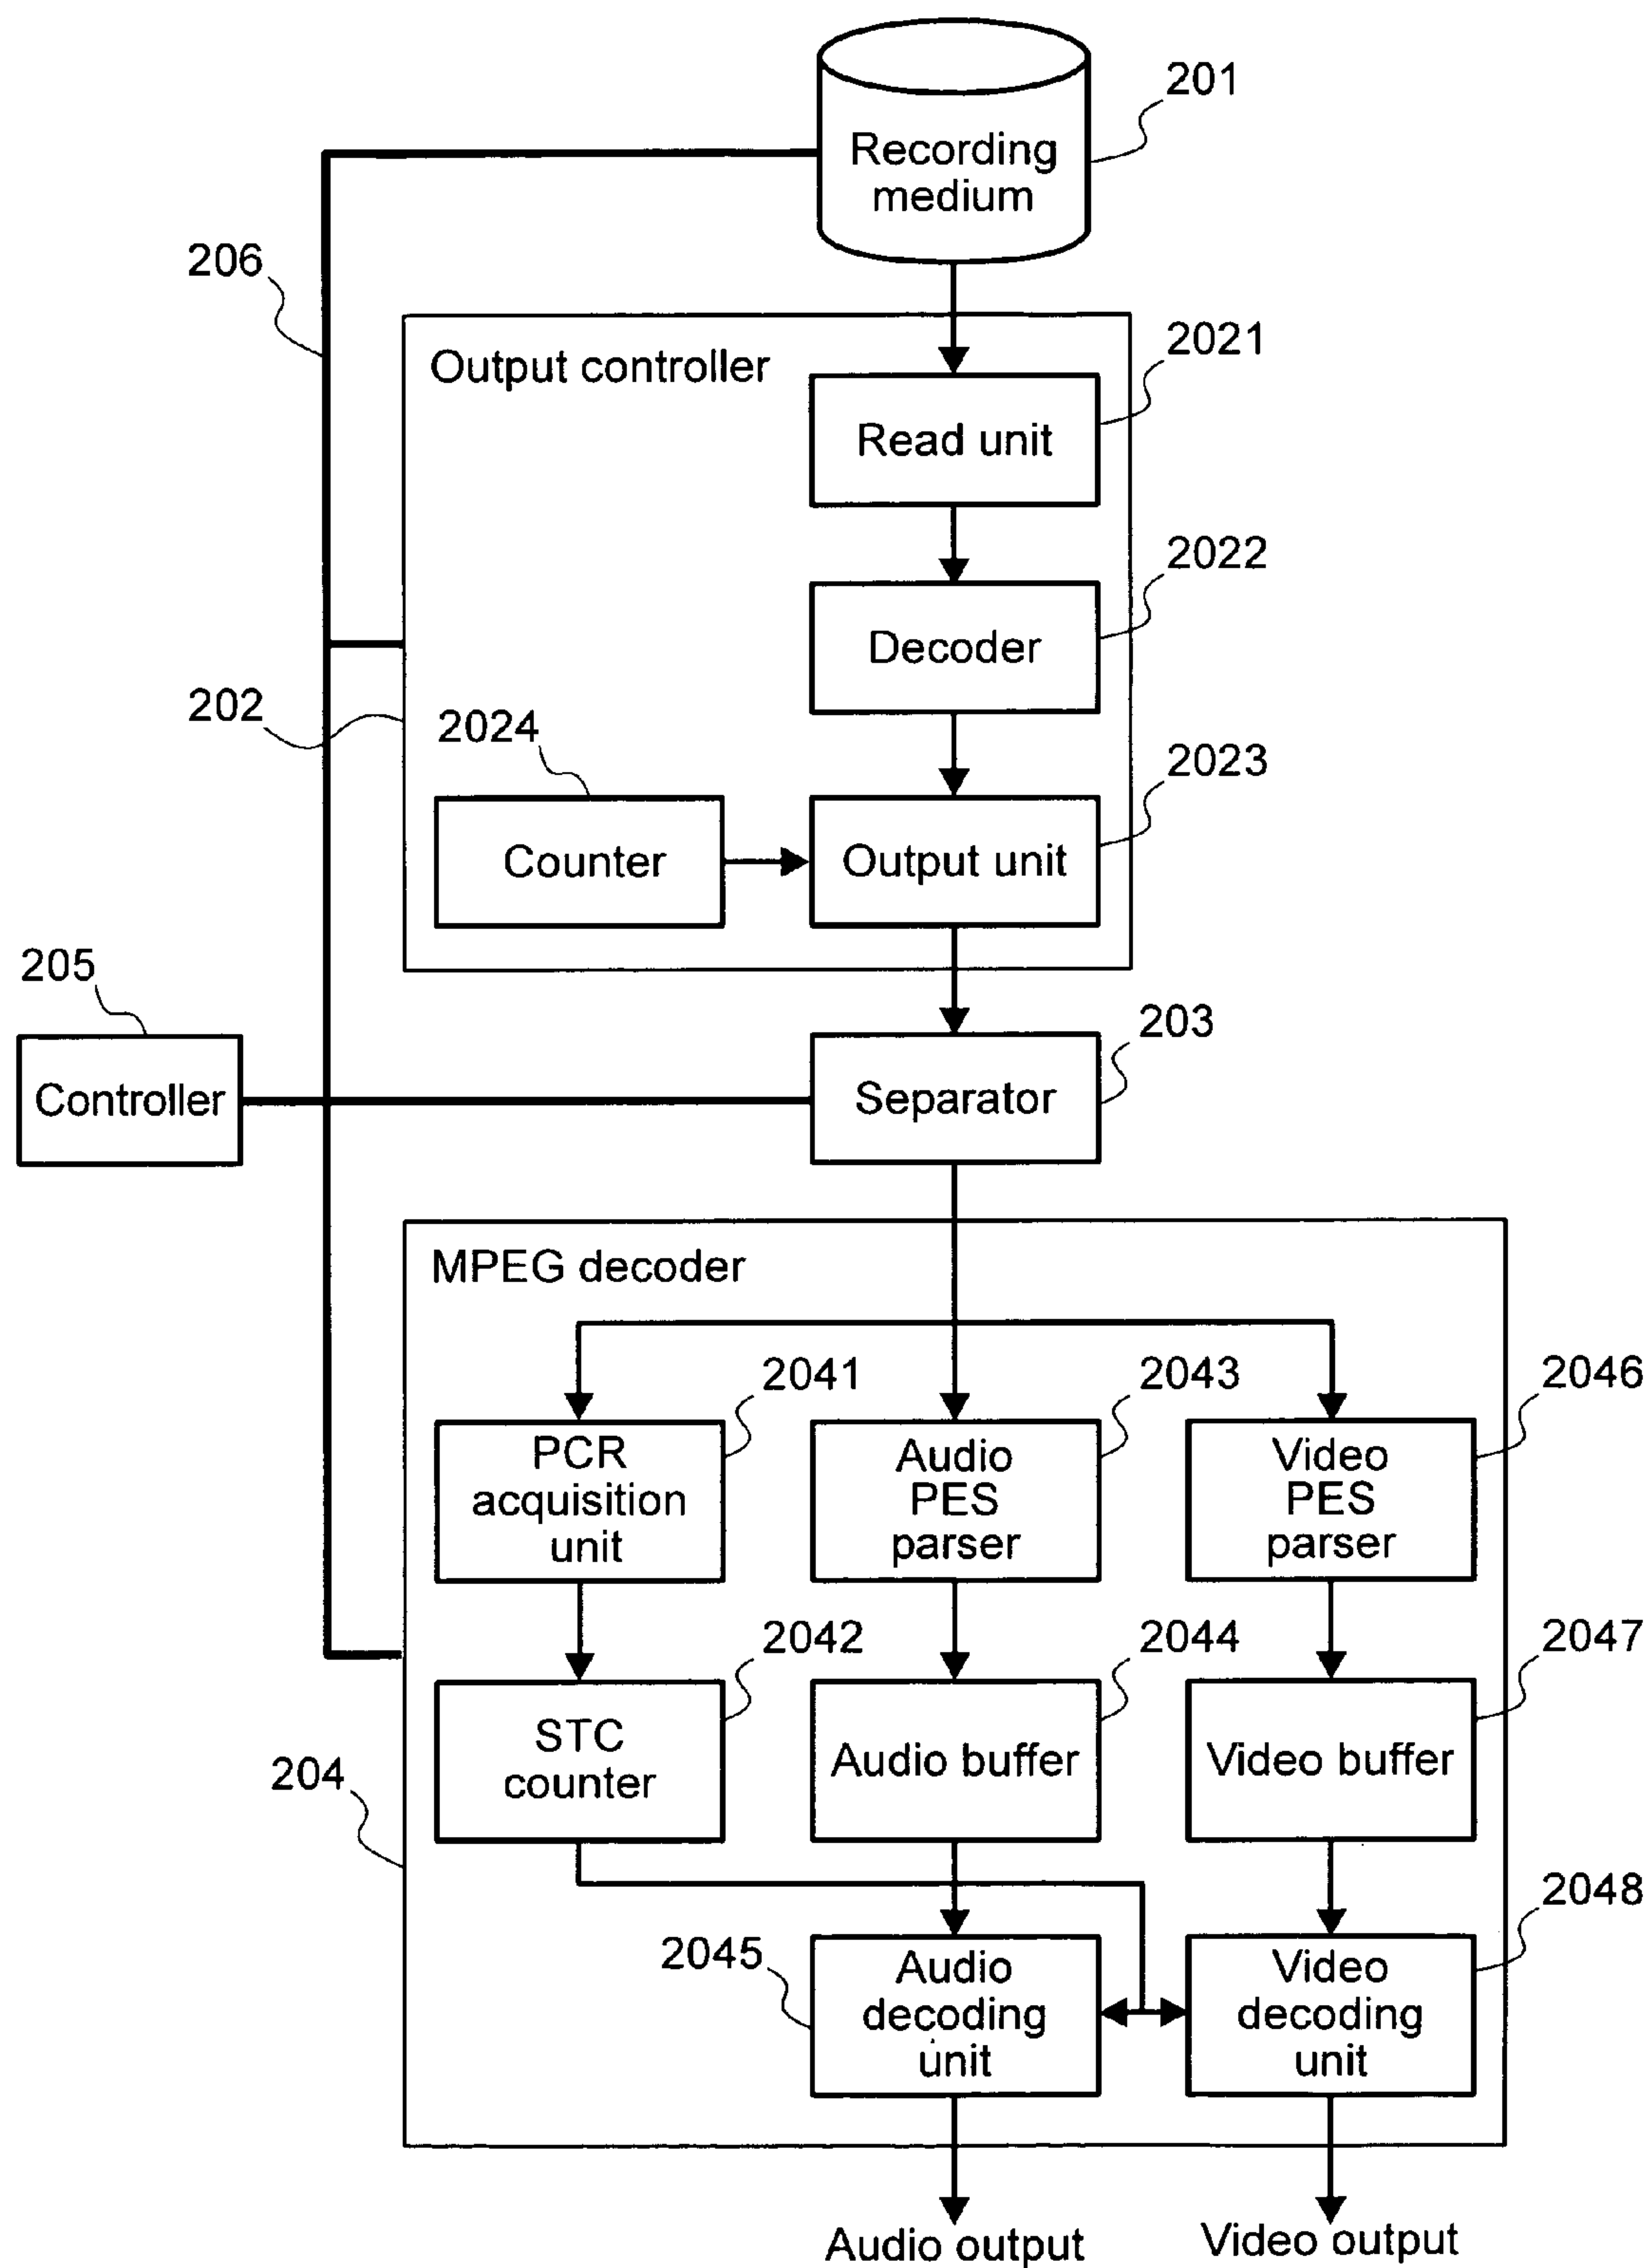 201
Recording
medium
206
2021
Output controller
Read unit
2022
Decoder
202
2024
2023
Counter
Output unit
205
203
Controller
Separator
MPEG decoder
2041
2043
2046
PCR
acquisition
unit
Audio
PES
parser
Video
PES
parser
2042
2044
2047
STC
counter
Audio buffer
Video buffer
204
2048
2045
Audio
decoding
unit
Video
decoding
unit
Audio output
Video output